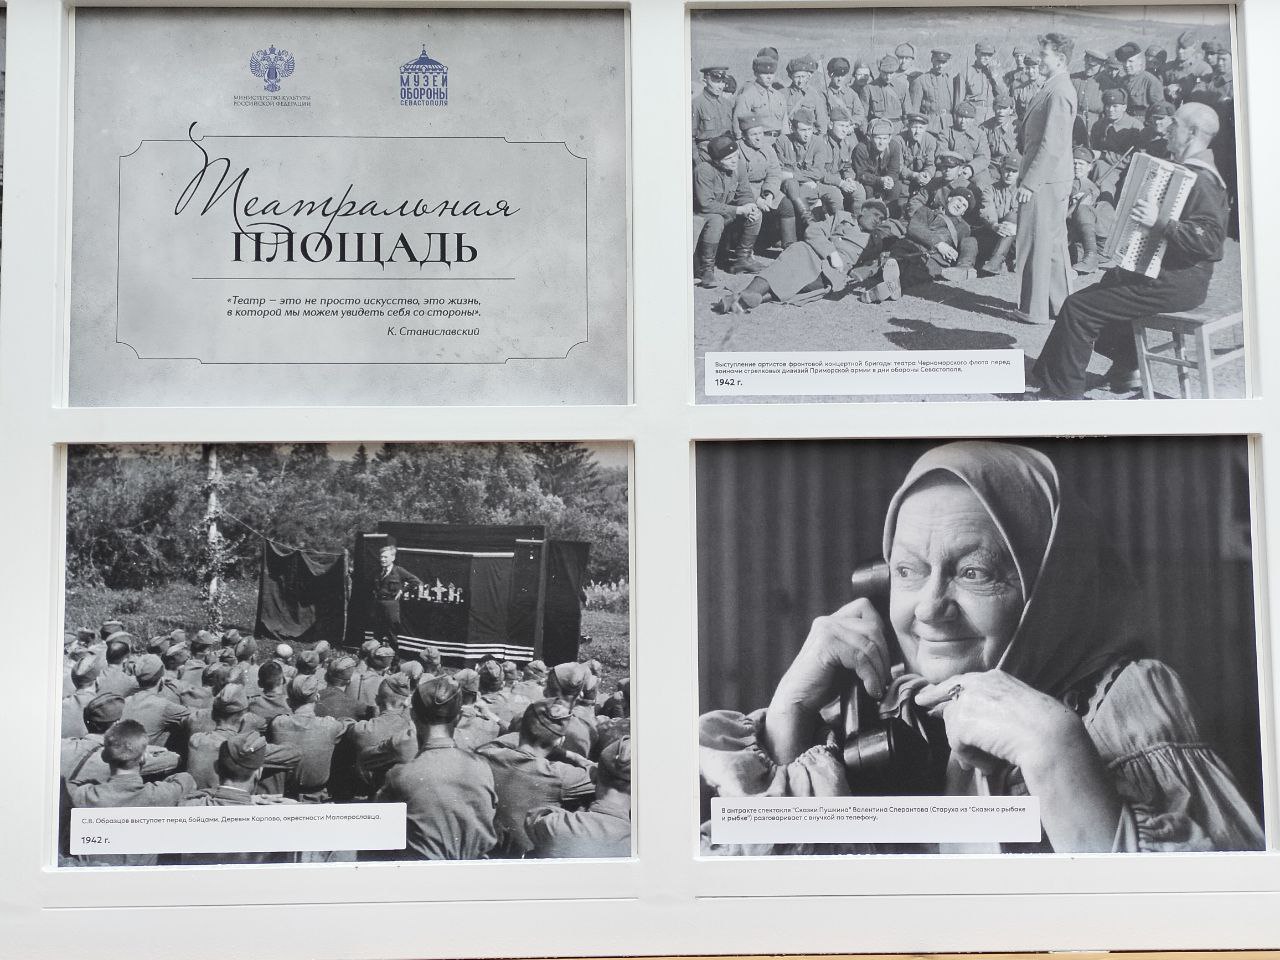 МИНИСТЕРСТВО КУЛЬТУРЫ
РОССИЙСКОЙ ФЕДЕРАЦИИ
МУЗЕЙ
ОБОРОНЫ
СЕВАСТОПОЛЯ
Театральная
ПЛОЩАДЬ
«Театр – это не просто искусство, это жизнь,
в которой мы можем увидеть себя со стороны».
К. Станиславский
Выступление артистов фронтовой концертной бригады театра Черноморского флота перед
воинами стрелковых дивизий Приморской армии в дни обороны Севастополя.
1942 г.
С.В. Образцов выступает перед бойцами. Деревня Карпово, окрестности Малоярославца.
1942 г.
В антракте спектакля "Сказки Пушкина" Валентина Сперантова (Старуха из "Сказки о рыбаке
и рыбке") разговаривает с внучкой по телефону.